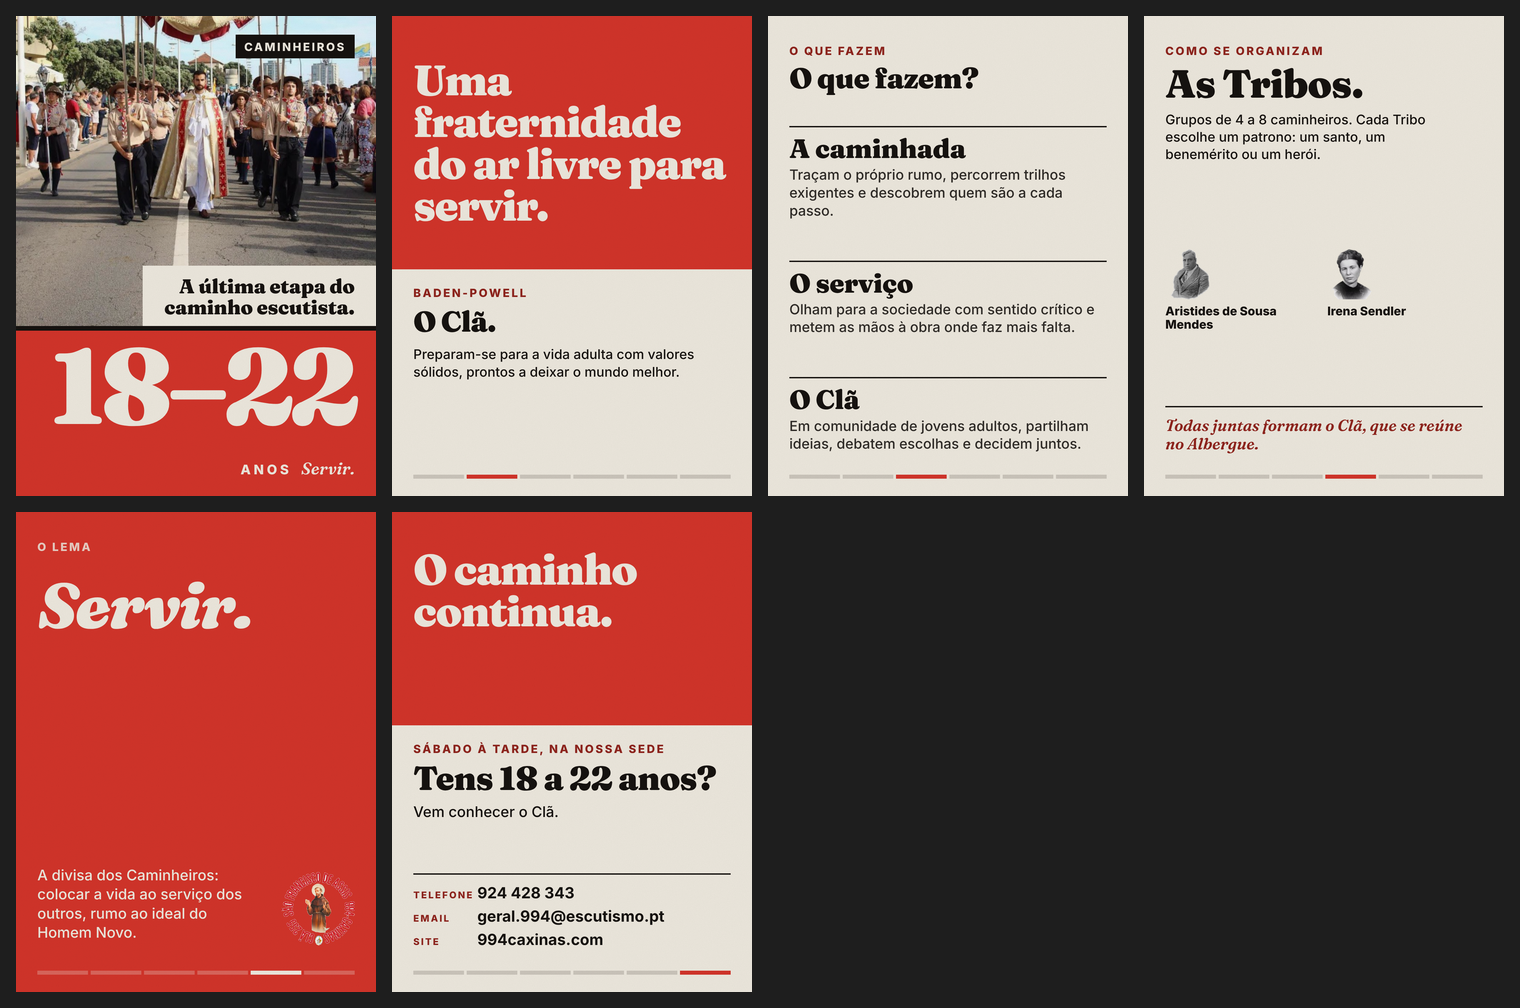 CAMINHEIROS
A última etapa do
caminho escutista.
18–22
ANOS Servir.
Uma
fraternidade
do ar livre para
servir.
BADEN-POWELL
O Clã.
Preparam-se para a vida adulta com valores
sólidos, prontos a deixar o mundo melhor.
O QUE FAZEM
O que fazem?
A caminhada
Traçam o próprio rumo, percorrem trilhos
exigentes e descobrem quem são a cada
passo.
O serviço
Olham para a sociedade com sentido crítico e
metem as mãos à obra onde faz mais falta.
O Clã
Em comunidade de jovens adultos, partilham
ideias, debatem escolhas e decidem juntos.
COMO SE ORGANIZAM
As Tribos.
Grupos de 4 a 8 caminheiros. Cada Tribo
escolhe um patrono: um santo, um
benemérito ou um herói.
Aristides de Sousa
Mendes
Irena Sendler
Todas juntas formam o Clã, que se reúne
no Albergue.
O LEMA
Servir.
A divisa dos Caminheiros:
colocar a vida ao serviço dos
outros, rumo ao ideal do
Homem Novo.
O caminho
continua.
SÁBADO À TARDE, NA NOSSA SEDE
Tens 18 a 22 anos?
Vem conhecer o Clã.
TELEFONE 924 428 343
EMAIL geral.994@escutismo.pt
SITE 994caxinas.com